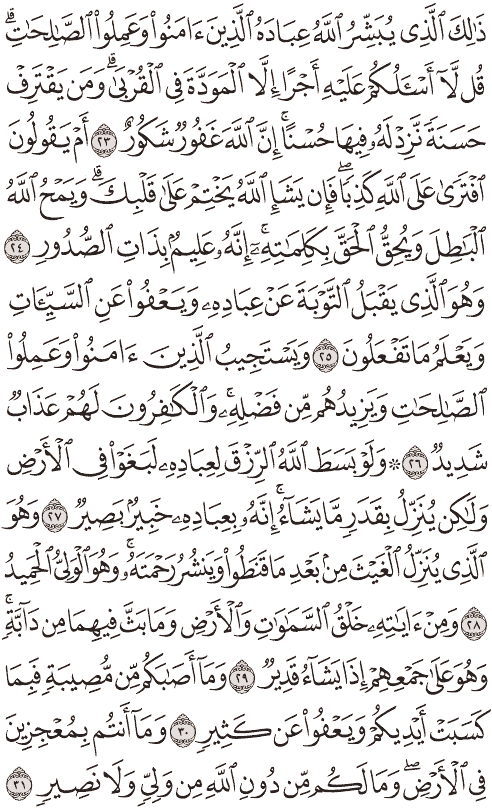 ذَٰلِكَ ٱلَّذِى يُبَشِّرُ ٱللَّهُ عِبَادَهُ ٱلَّذِينَ ءَامَنُوا۟ وَعَمِلُوا۟ ٱلصَّـٰلِحَـٰتِ ۗ
قُل لَّآ أَسْـَٔلُكُمْ عَلَيْهِ أَجْرًا إِلَّا ٱلْمَوَدَّةَ فِى ٱلْقُرْبَىٰ ۗ وَمَن يَقْتَرِفْ
حَسَنَةً نَّزِدْ لَهُۥ فِيهَا حُسْنًا ۚ إِنَّ ٱللَّهَ غَفُورٌ شَكُورٌ ٢٣ أَمْ يَقُولُونَ
ٱفْتَرَىٰ عَلَى ٱللَّهِ كَذِبًا ۖ فَإِن يَشَإِ ٱللَّهُ يَخْتِمْ عَلَىٰ قَلْبِكَ ۗ وَيَمْحُ ٱللَّهُ
ٱلْبَـٰطِلَ وَيُحِقُّ ٱلْحَقَّ بِكَلِمَـٰتِهِۦٓ ۚ إِنَّهُۥ عَلِيمٌۢ بِذَاتِ ٱلصُّدُورِ ٢٤
وَهُوَ ٱلَّذِى يَقْبَلُ ٱلتَّوْبَةَ عَنْ عِبَادِهِۦ وَيَعْفُوا۟ عَنِ ٱلسَّيِّـَٔاتِ
وَيَعْلَمُ مَا تَفْعَلُونَ ٢٥ وَيَسْتَجِيبُ ٱلَّذِينَ ءَامَنُوا۟ وَعَمِلُوا۟
ٱلصَّـٰلِحَـٰتِ وَيَزِيدُهُم مِّن فَضْلِهِۦ ۚ وَٱلْكَـٰفِرُونَ لَهُمْ عَذَابٌ
شَدِيدٌ ٢٦ ۞ وَلَوْ بَسَطَ ٱللَّهُ ٱلرِّزْقَ لِعِبَادِهِۦ لَبَغَوْا۟ فِى ٱلْأَرْضِ
وَلَـٰكِن يُنَزِّلُ بِقَدَرٍ مَّا يَشَآءُ ۚ إِنَّهُۥ بِعِبَادِهِۦ خَبِيرٌۢ بَصِيرٌ ٢٧ وَهُوَ
ٱلَّذِى يُنَزِّلُ ٱلْغَيْثَ مِنۢ بَعْدِ مَا قَنَطُوا۟ وَيَنشُرُ رَحْمَتَهُۥ ۚ وَهُوَ ٱلْوَلِىُّ ٱلْحَمِيدُ
٢٨ وَمِنْ ءَايَـٰتِهِۦ خَلْقُ ٱلسَّمَـٰوَٰتِ وَٱلْأَرْضِ وَمَا بَثَّ فِيهِمَا مِن دَآبَّةٍ ۚ
وَهُوَ عَلَىٰ جَمْعِهِمْ إِذَا يَشَآءُ قَدِيرٌ ٢٩ وَمَآ أَصَـٰبَكُم مِّن مُّصِيبَةٍ فَبِمَا
كَسَبَتْ أَيْدِيكُمْ وَيَعْفُوا۟ عَن كَثِيرٍ ٣٠ وَمَآ أَنتُم بِمُعْجِزِينَ
فِى ٱلْأَرْضِ ۖ وَمَا لَكُم مِّن دُونِ ٱللَّهِ مِن وَلِىٍّ وَلَا نَصِيرٍ ٣١